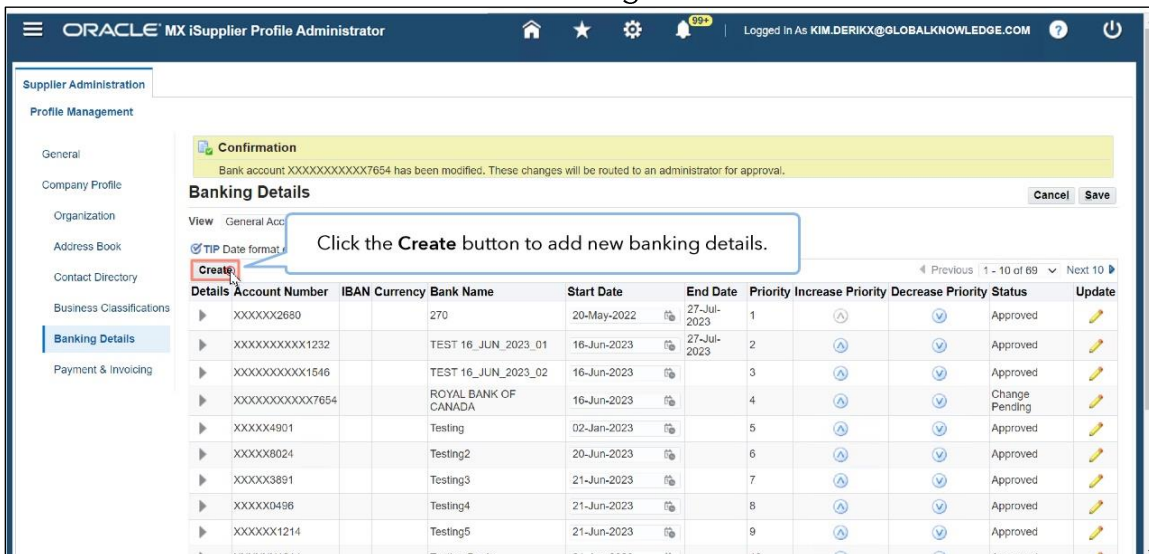 ORACLE MX iSupplier Profile Administrator 99+ Logged In As KIM.DERIKX@GLOBALKNOWLEDGE.COM ?
Supplier Administration
Profile Management
General
Company Profile
Organization
Address Book
Contact Directory
Business Classifications
Banking Details
Payment & Invoicing
Confirmation
Bank account XXXXXXXXXXX7654 has been modified. These changes will be routed to an administrator for approval.
Banking Details Cancel Save
View General Acc
TIP Date format
Click the Create button to add new banking details.
Create Previous 1 - 10 of 69 Next 10
Details Account Number IBAN Currency Bank Name Start Date End Date Priority Increase Priority Decrease Priority Status Update
XXXXXX2680 270 20-May-2022 27-Jul-2023 1 Approved
XXXXXXXXXX1232 TEST 16_JUN_2023_01 16-Jun-2023 27-Jul-2023 2 Approved
XXXXXXXXXX1546 TEST 16_JUN_2023_02 16-Jun-2023 3 Approved
XXXXXXXXXXX7654 ROYAL BANK OF CANADA 16-Jun-2023 4 Change Pending
XXXXX4901 Testing 02-Jan-2023 5 Approved
XXXXX8024 Testing2 20-Jun-2023 6 Approved
XXXXX3891 Testing3 21-Jun-2023 7 Approved
XXXXX0496 Testing4 21-Jun-2023 8 Approved
XXXXXX1214 Testing5 21-Jun-2023 9 Approved